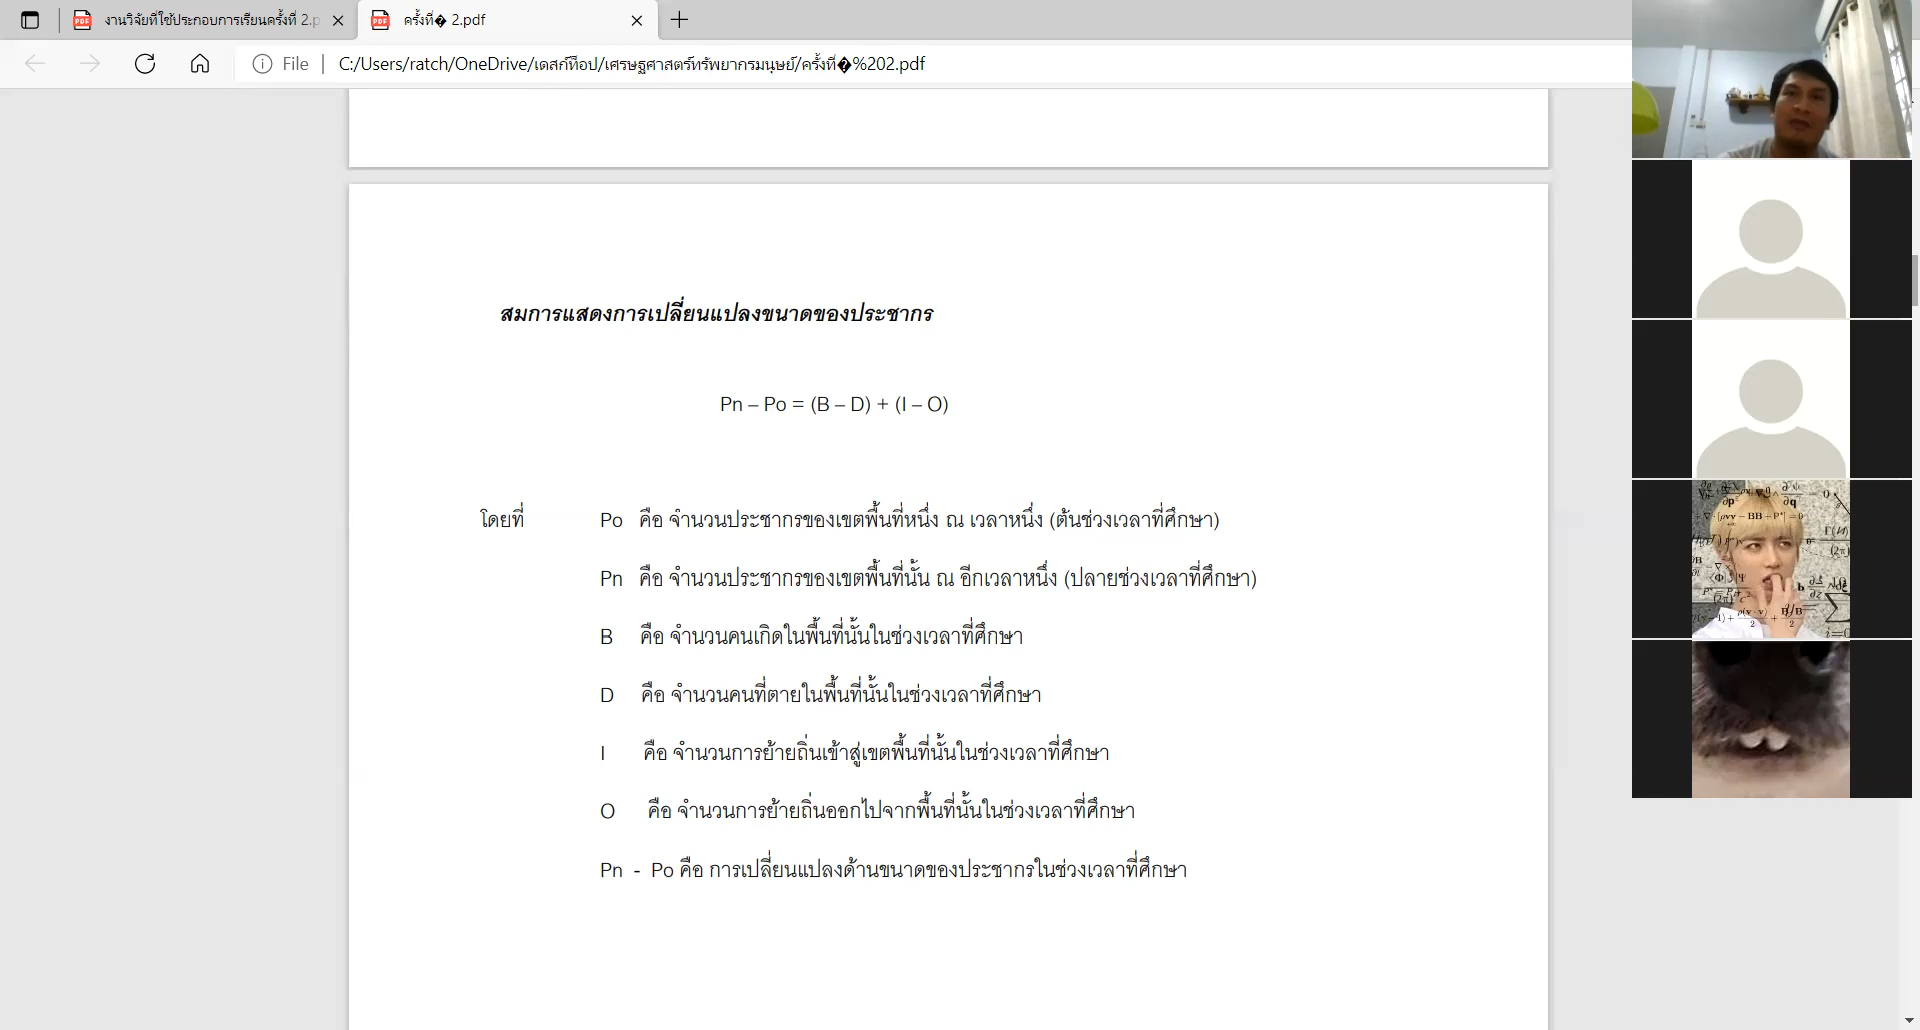 งานวิจัยที่ใช้ประกอบการเรียนครั้งที่ 2.p
ครั้งที่� 2.pdf
File
C:/Users/ratch/OneDrive/เดสก์ท็อป/เศรษฐศาสตร์ทรัพยากรมนุษย์/ครั้งที่�%202.pdf
สมการแสดงการเปลี่ยนแปลงขนาดของประชากร
Pn – Po = (B – D) + (I – O)
โดยที่ Po คือ จำนวนประชากรของเขตพื้นที่หนึ่ง ณ เวลาหนึ่ง (ต้นช่วงเวลาที่ศึกษา)
Pn คือ จำนวนประชากรของเขตพื้นที่นั้น ณ อีกเวลาหนึ่ง (ปลายช่วงเวลาที่ศึกษา)
B คือ จำนวนคนเกิดในพื้นที่นั้นในช่วงเวลาที่ศึกษา
D คือ จำนวนคนที่ตายในพื้นที่นั้นในช่วงเวลาที่ศึกษา
I คือ จำนวนการย้ายถิ่นเข้าสู่เขตพื้นที่นั้นในช่วงเวลาที่ศึกษา
O คือ จำนวนการย้ายถิ่นออกไปจากพื้นที่นั้นในช่วงเวลาที่ศึกษา
Pn - Po คือ การเปลี่ยนแปลงด้านขนาดของประชากรในช่วงเวลาที่ศึกษา